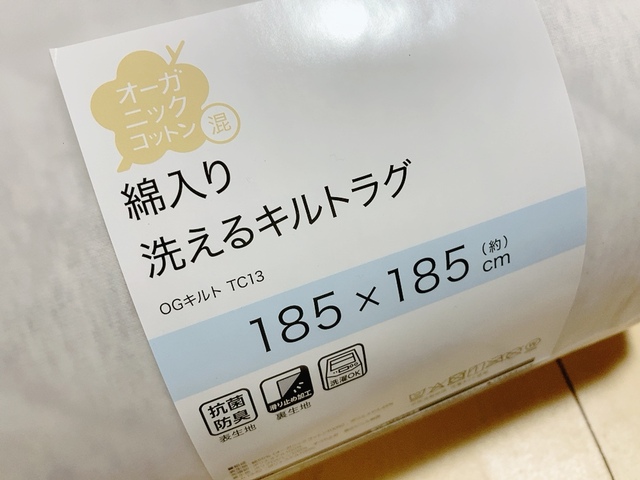 オーガ
ニック
コットン
混
綿入り
洗えるキルトラグ
OGキルト TC13
185×185(約)cm
抗菌
防臭
表生地
滑り止め加工
裏生地
洗濯OK